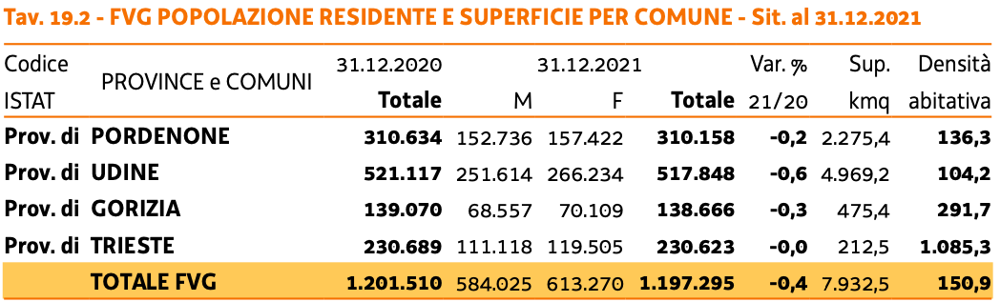 Tav. 19.2 - FVG POPOLAZIONE RESIDENTE E SUPERFICIE PER COMUNE - Sit. al 31.12.2021
Codice PROVINCE e COMUNI 31.12.2020 31.12.2021 Var. % Sup. Densità
ISTAT Totale M F Totale 21/20 kmq abitativa
Prov. di PORDENONE 310.634 152.736 157.422 310.158 -0,2 2.275,4 136,3
Prov. di UDINE 521.117 251.614 266.234 517.848 -0,6 4.969,2 104,2
Prov. di GORIZIA 139.070 68.557 70.109 138.666 -0,3 475,4 291,7
Prov. di TRIESTE 230.689 111.118 119.505 230.623 -0,0 212,5 1.085,3
TOTALE FVG 1.201.510 584.025 613.270 1.197.295 -0,4 7.932,5 150,9